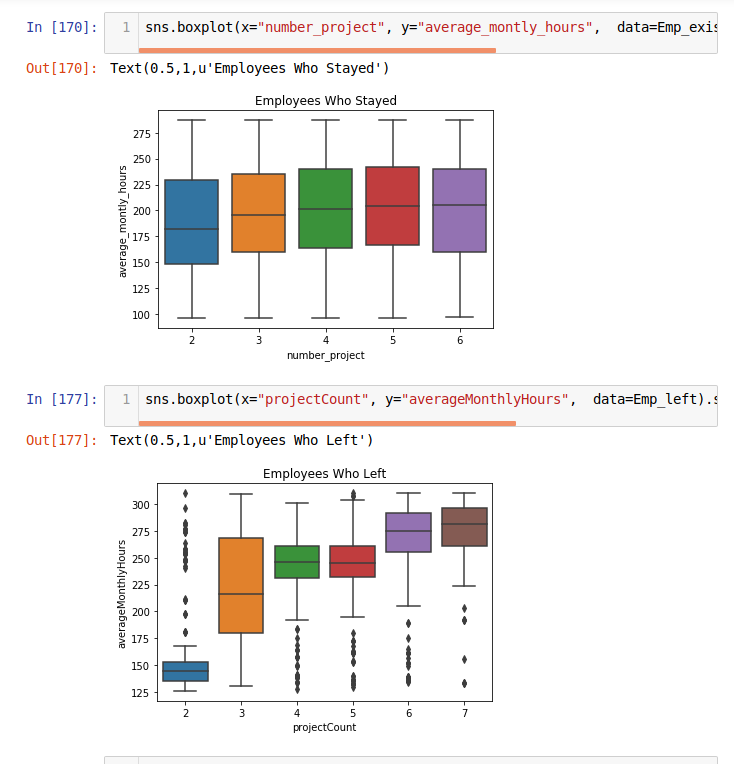 In [170]: 1 sns.boxplot(x="number_project", y="average_montly_hours",  data=Emp_exis
Out[170]: Text(0.5,1,u'Employees Who Stayed')
Employees Who Stayed
275
250
225
200
175
150
125
100
average_montly_hours
2 3 4 5 6
number_project
In [177]: 1 sns.boxplot(x="projectCount", y="averageMonthlyHours",  data=Emp_left).s
Out[177]: Text(0.5,1,u'Employees Who Left')
Employees Who Left
300
275
250
225
200
175
150
125
averageMonthlyHours
2 3 4 5 6 7
projectCount